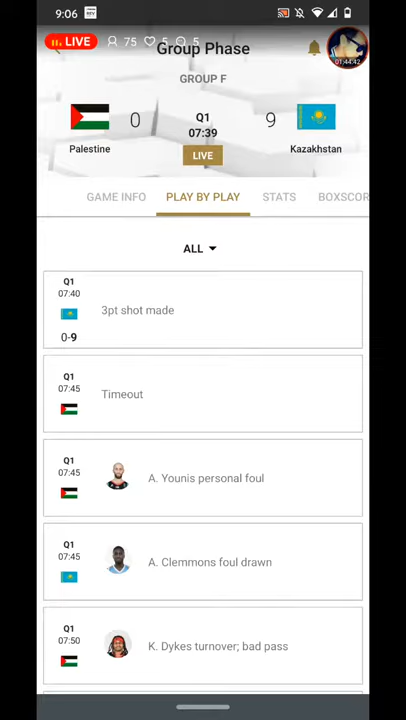 9:06
LIVE
75
5
5
Group Phase
01:44:42
GROUP F
0
Q1
07:39
9
Palestine
LIVE
Kazakhstan
GAME INFO
PLAY BY PLAY
STATS
BOXSCOR
ALL
Q1
07:40
3pt shot made
0-9
Q1
07:45
Timeout
Q1
07:45
A. Younis personal foul
Q1
07:45
A. Clemmons foul drawn
Q1
07:50
K. Dykes turnover; bad pass